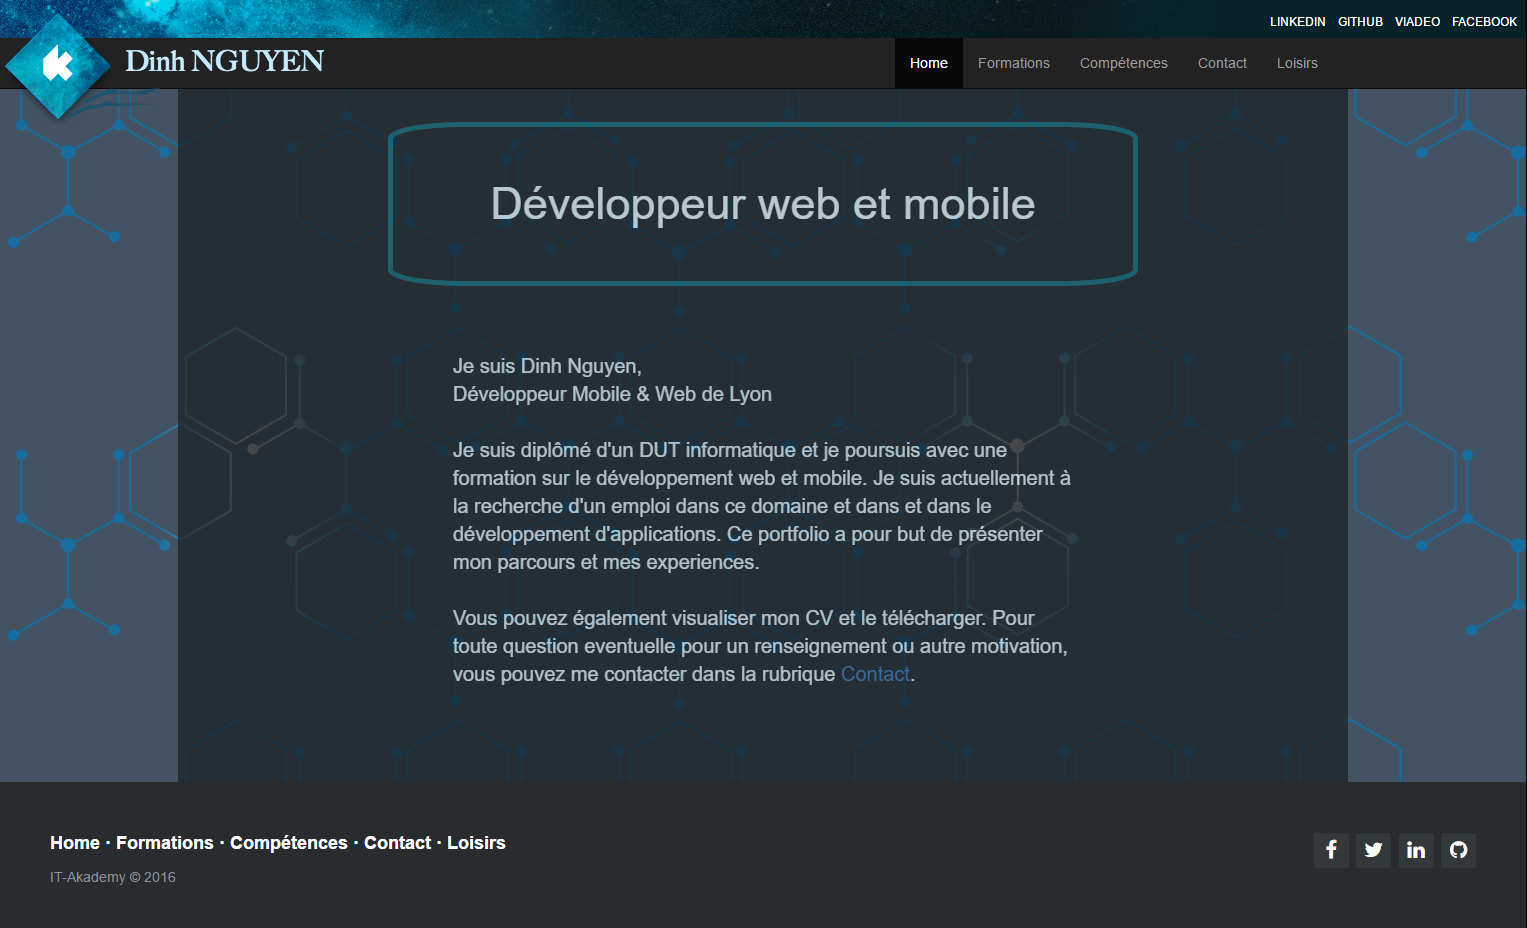 LINKEDIN GITHUB VIADEO FACEBOOK
Dinh NGUYEN
Home Formations Compétences Contact Loisirs
Développeur web et mobile
Je suis Dinh Nguyen,
Développeur Mobile & Web de Lyon
Je suis diplômé d'un DUT informatique et je poursuis avec une
formation sur le développement web et mobile. Je suis actuellement à
la recherche d'un emploi dans ce domaine et dans et dans le
développement d'applications. Ce portfolio a pour but de présenter
mon parcours et mes experiences.
Vous pouvez également visualiser mon CV et le télécharger. Pour
toute question eventuelle pour un renseignement ou autre motivation,
vous pouvez me contacter dans la rubrique Contact.
Home · Formations · Compétences · Contact · Loisirs
IT-Akademy © 2016